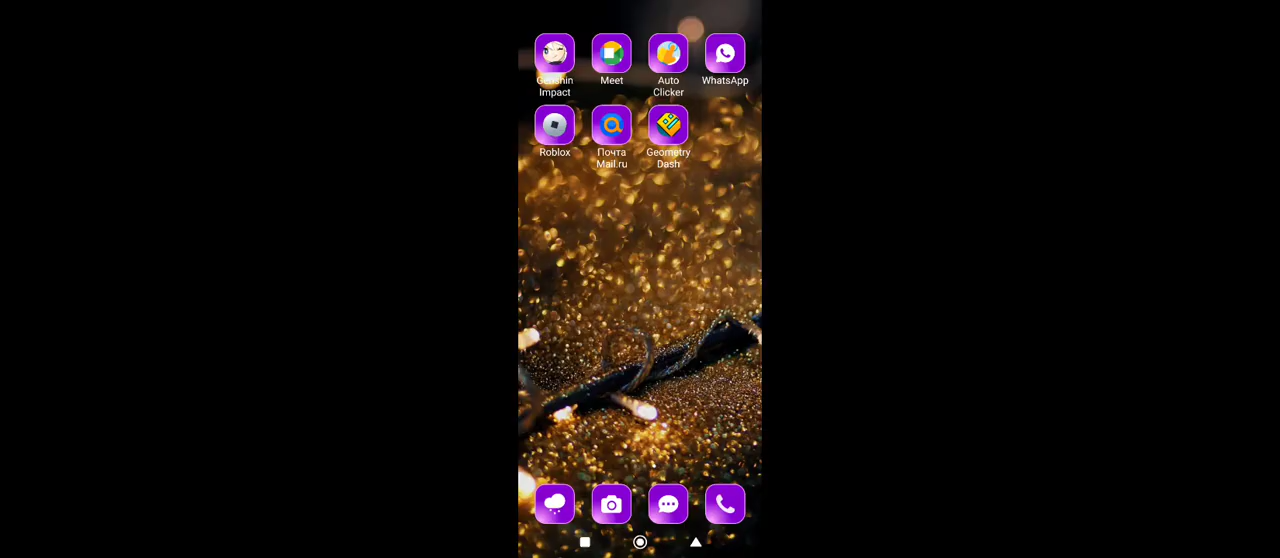 Genshin
Impact
Meet
Auto
Clicker
WhatsApp
Roblox
Почта
Mail.ru
Geometry
Dash